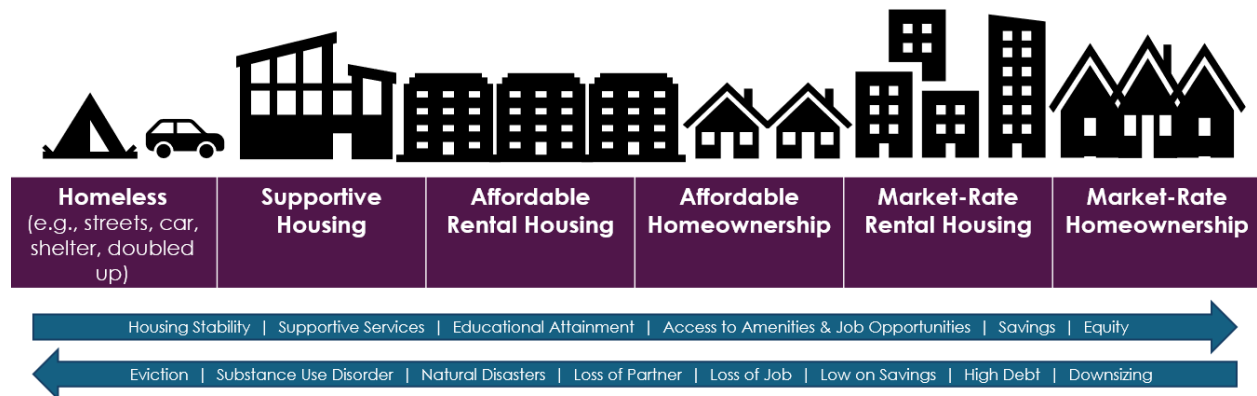 Homeless
(e.g., streets, car,
shelter, doubled
up)
Supportive
Housing
Affordable
Rental Housing
Affordable
Homeownership
Market-Rate
Rental Housing
Market-Rate
Homeownership
Housing Stability | Supportive Services | Educational Attainment | Access to Amenities & Job Opportunities | Savings | Equity
Eviction | Substance Use Disorder | Natural Disasters | Loss of Partner | Loss of Job | Low on Savings | High Debt | Downsizing